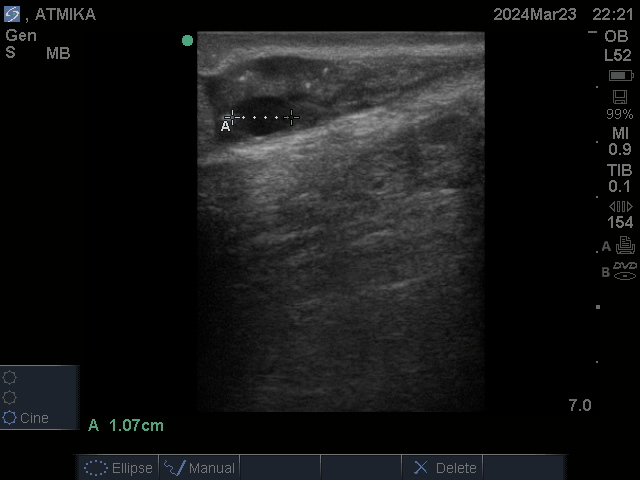 , ATMIKA
2024Mar23 22:21
Gen
S MB
OB
L52
99%
MI
0.9
TIB
0.1
154
A
B DVD
A
7.0
Cine
A 1.07cm
Ellipse
Manual
Delete